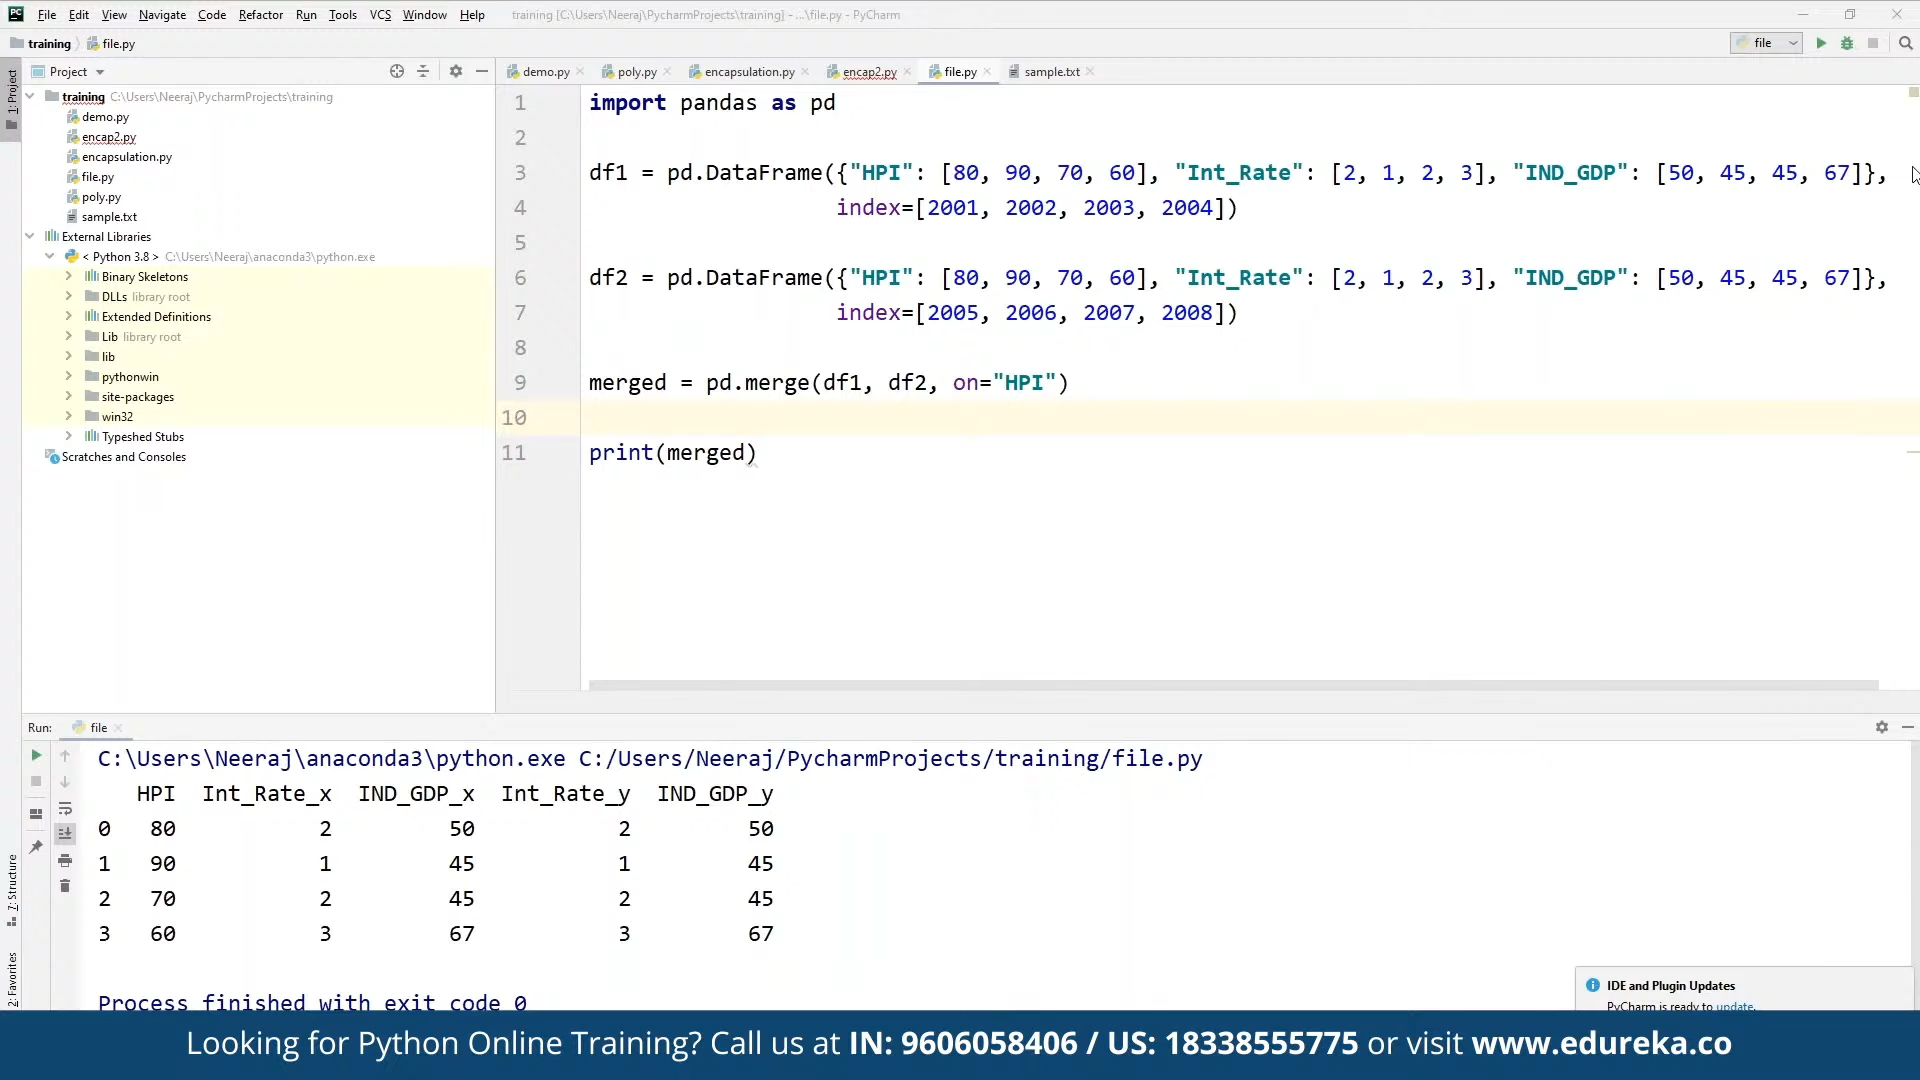 File Edit View Navigate Code Refactor Run Tools VCS Window Help training [C:\Users\Neeraj\PycharmProjects\training] - ...\file.py - PyCharm
training file.py file
1: Project
Project
demo.py poly.py encapsulation.py encap2.py file.py sample.txt
training C:\Users\Neeraj\PycharmProjects\training
demo.py
encap2.py
encapsulation.py
file.py
poly.py
sample.txt
External Libraries
< Python 3.8 > C:\Users\Neeraj\anaconda3\python.exe
Binary Skeletons
DLLs library root
Extended Definitions
Lib library root
lib
pythonwin
site-packages
win32
Typeshed Stubs
Scratches and Consoles
1 import pandas as pd
2
3 df1 = pd.DataFrame({"HPI": [80, 90, 70, 60], "Int_Rate": [2, 1, 2, 3], "IND_GDP": [50, 45, 45, 67]},
4 index=[2001, 2002, 2003, 2004])
5
6 df2 = pd.DataFrame({"HPI": [80, 90, 70, 60], "Int_Rate": [2, 1, 2, 3], "IND_GDP": [50, 45, 45, 67]},
7 index=[2005, 2006, 2007, 2008])
8
9 merged = pd.merge(df1, df2, on="HPI")
10
11 print(merged)
Run: file
C:\Users\Neeraj\anaconda3\python.exe C:/Users/Neeraj/PycharmProjects/training/file.py
HPI Int_Rate_x IND_GDP_x Int_Rate_y IND_GDP_y
0 80 2 50 2 50
1 90 1 45 1 45
2 70 2 45 2 45
3 60 3 67 3 67
Process finished with exit code 0
7: Structure
2: Favorites
IDE and Plugin Updates
PyCharm is ready to update.
Looking for Python Online Training? Call us at IN: 9606058406 / US: 18338555775 or visit www.edureka.co